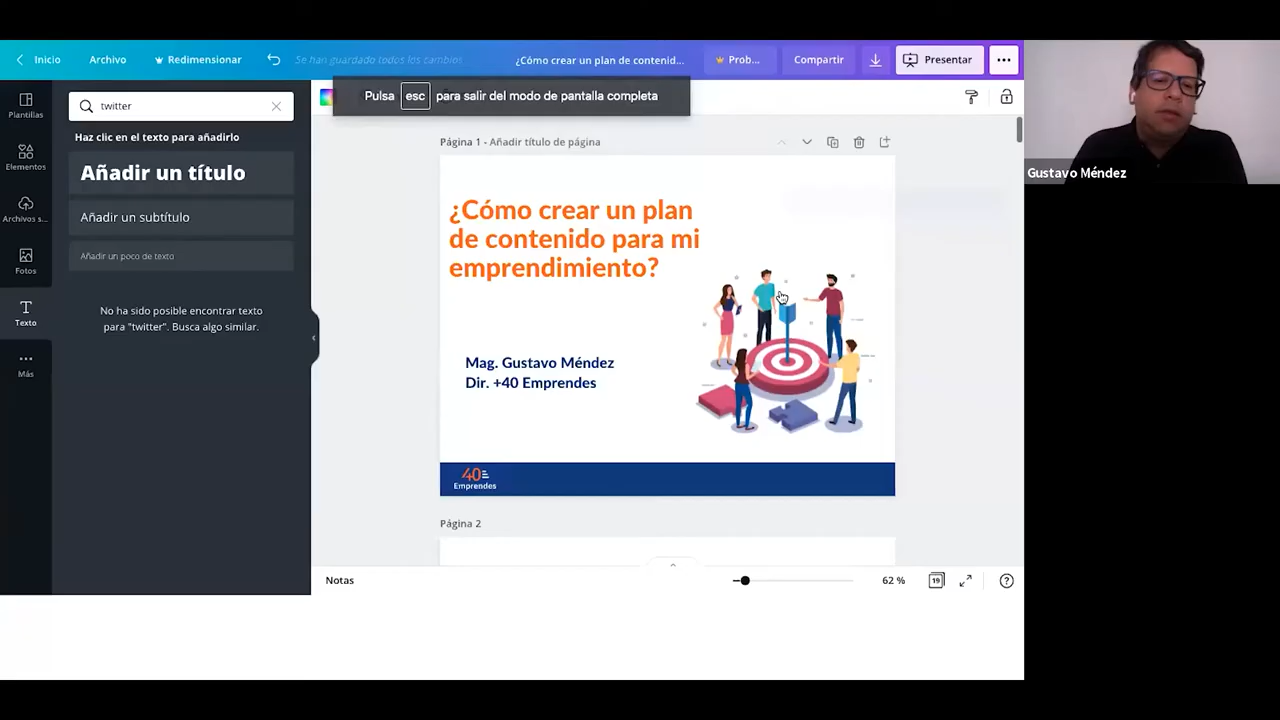 Inicio
Archivo
Redimensionar
Se han guardado todos los cambios
¿Cómo crear un plan de contenid...
Prob...
Compartir
Presentar
Pulsa esc para salir del modo de pantalla completa
Plantillas
Elementos
Archivos s...
Fotos
Texto
Más
twitter
Haz clic en el texto para añadirlo
Añadir un título
Añadir un subtítulo
Añadir un poco de texto
No ha sido posible encontrar texto
para "twitter". Busca algo similar.
Página 1 - Añadir título de página
¿Cómo crear un plan
de contenido para mi
emprendimiento?
Mag. Gustavo Méndez
Dir. +40 Emprendes
40
Emprendes
Página 2
Notas
62 %
19
Gustavo Méndez